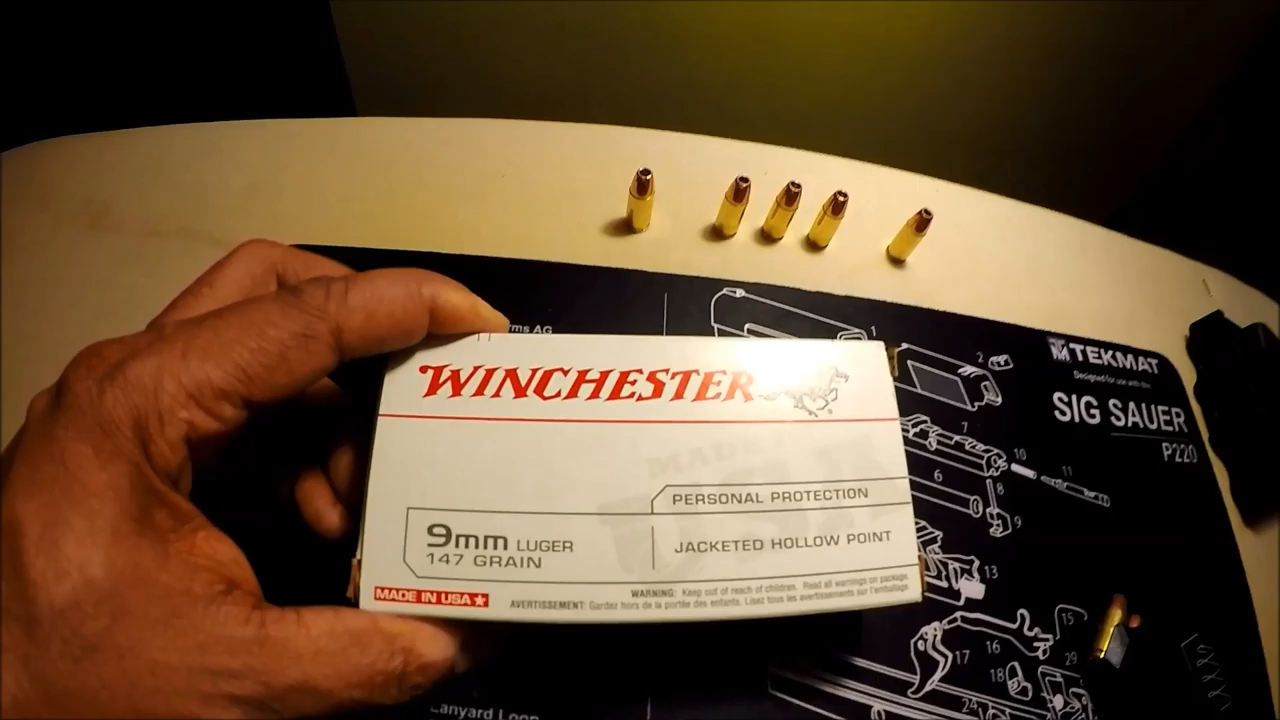 rms AG
1
2
TEKMAT
Designed for use with the
SIG SAUER
P220
WINCHESTER
7
10
11
6
8
9
PERSONAL PROTECTION
9mm LUGER
147 GRAIN
JACKETED HOLLOW POINT
13
MADE IN USA
WARNING: Keep out of reach of children. Read all warnings on package.
AVERTISSEMENT: Gardez hors de la portée des enfants. Lisez tous les avertissements sur l'emballage
15
16
17
29
18
24
Lanyard Loop